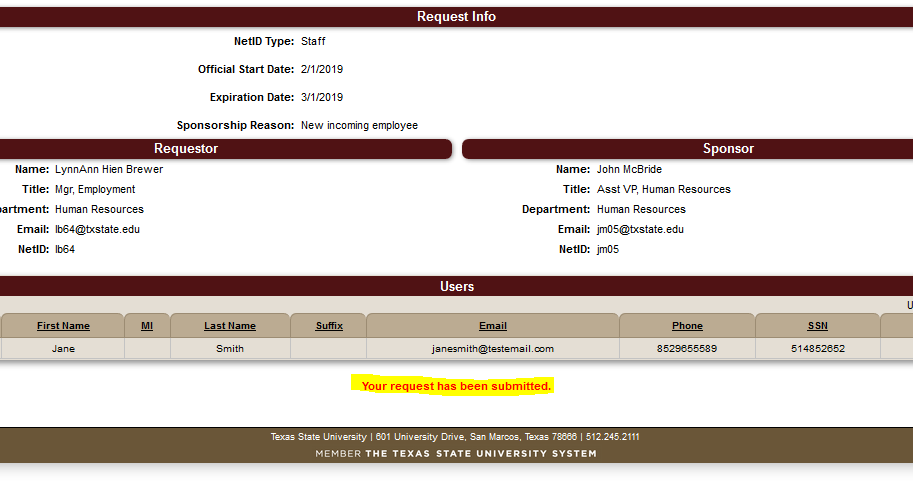 Request Info
NetID Type: Staff
Official Start Date: 2/1/2019
Expiration Date: 3/1/2019
Sponsorship Reason: New incoming employee
Requestor
Name: LynnAnn Hien Brewer
Title: Mgr, Employment
partment: Human Resources
Email: lb64@txstate.edu
NetID: lb64
Sponsor
Name: John McBride
Title: Asst VP, Human Resources
Department: Human Resources
Email: jm05@txstate.edu
NetID: jm05
Users
U
First Name MI Last Name Suffix Email Phone SSN
Jane Smith janesmith@testemail.com 8529655589 514852652
Your request has been submitted.
Texas State University | 601 University Drive, San Marcos, Texas 78666 | 512.245.2111
MEMBER THE TEXAS STATE UNIVERSITY SYSTEM